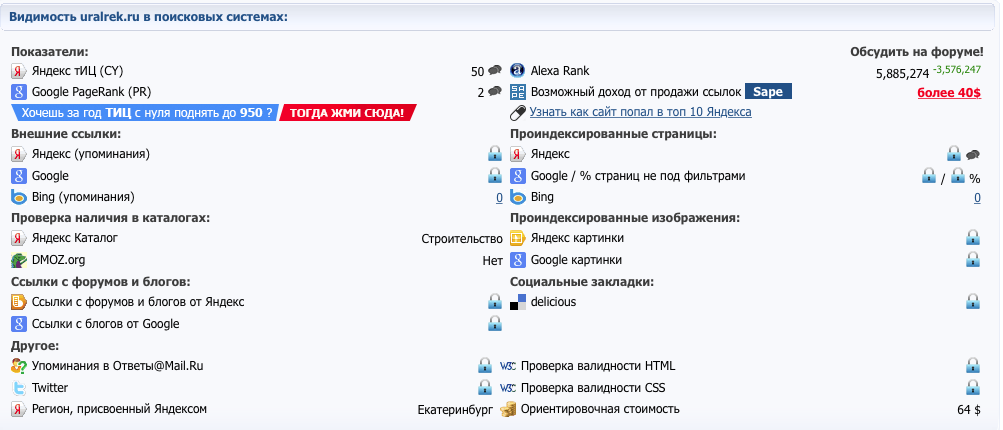 Видимость uralrek.ru в поисковых системах:
Показатели:
Обсудить на форуме!
Яндекс тИЦ (CY) 50
Alexa Rank 5,885,274 -3,576,247
Google PageRank (PR) 2
Возможный доход от продажи ссылок Sape более 40$
Хочешь за год ТИЦ с нуля поднять до 950 ? ТОГДА ЖМИ СЮДА!
Узнать как сайт попал в топ 10 Яндекса
Внешние ссылки:
Проиндексированные страницы:
Яндекс (упоминания)
Яндекс
Google
Google / % страниц не под фильтрами / %
Bing (упоминания) 0
Bing 0
Проверка наличия в каталогах:
Проиндексированные изображения:
Яндекс Каталог Строительство
Яндекс картинки
DMOZ.org Нет
Google картинки
Ссылки с форумов и блогов:
Социальные закладки:
Ссылки с форумов и блогов от Яндекс
delicious
Ссылки с блогов от Google
Другое:
Упоминания в Ответы@Mail.Ru
W3C Проверка валидности HTML
Twitter
W3C Проверка валидности CSS
Регион, присвоенный Яндексом Екатеринбург
Ориентировочная стоимость 64 $